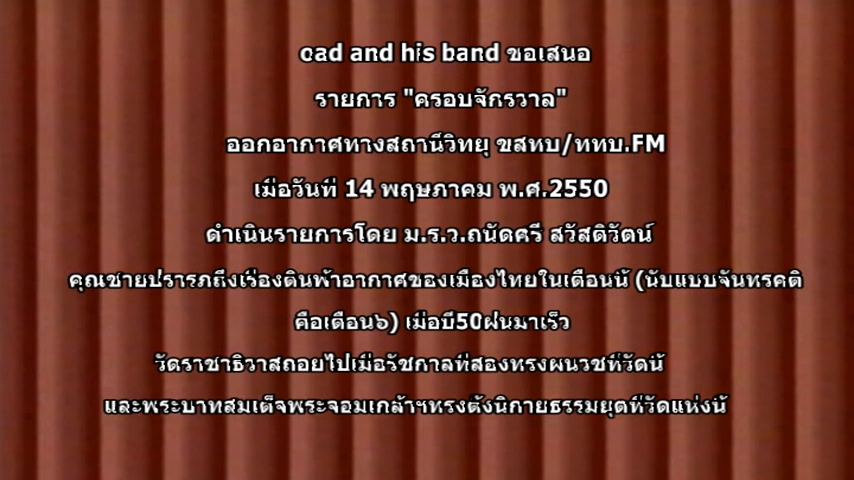 oad and his band ขอเสนอ
รายการ "ครอบจักรวาล"
ออกอากาศทางสถานีวิทยุ ขสทบ/ททบ.FM
เมื่อวันที่ 14 พฤษภาคม พ.ศ.2550
ดำเนินรายการโดย ม.ร.ว.ถนัดศรี สวัสดิวัตน์
คุณชายปรารภถึงเรื่องดินฟ้าอากาศของเมืองไทยในเดือนนี้ (นับแบบจันทรคติ
คือเดือน๖) เมื่อปี50ฝนมาเร็ว
วัดราชาธิวาสถอยไปเมื่อรัชกาลที่สองทรงผนวชที่วัดนี้
และพระบาทสมเด็จพระจอมเกล้าฯทรงตั้งนิกายธรรมยุตที่วัดแห่งนี้